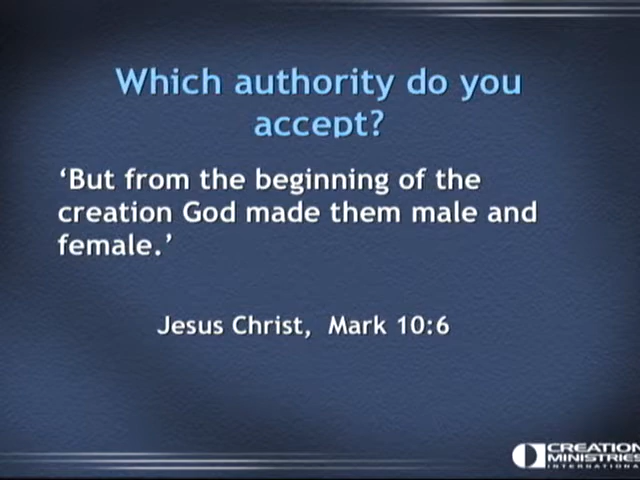 Which authority do you
accept?
‘But from the beginning of the
creation God made them male and
female.’
Jesus Christ, Mark 10:6
CREATION
MINISTRIES
INTERNATIONAL